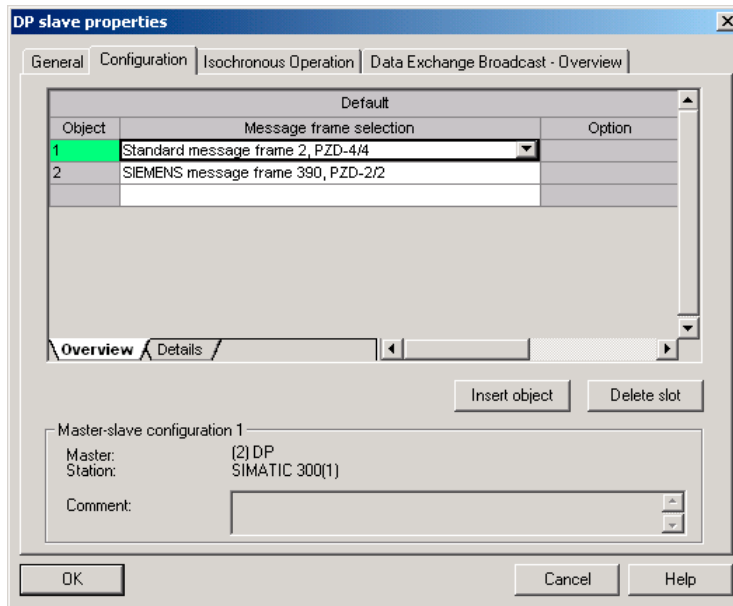 DP slave properties
General Configuration Isochronous Operation Data Exchange Broadcast - Overview
Default
Object Message frame selection Option
1 Standard message frame 2, PZD-4/4
2 SIEMENS message frame 390, PZD-2/2
Overview Details
Insert object Delete slot
Master-slave configuration 1
Master: (2) DP
Station: SIMATIC 300(1)
Comment:
OK Cancel Help